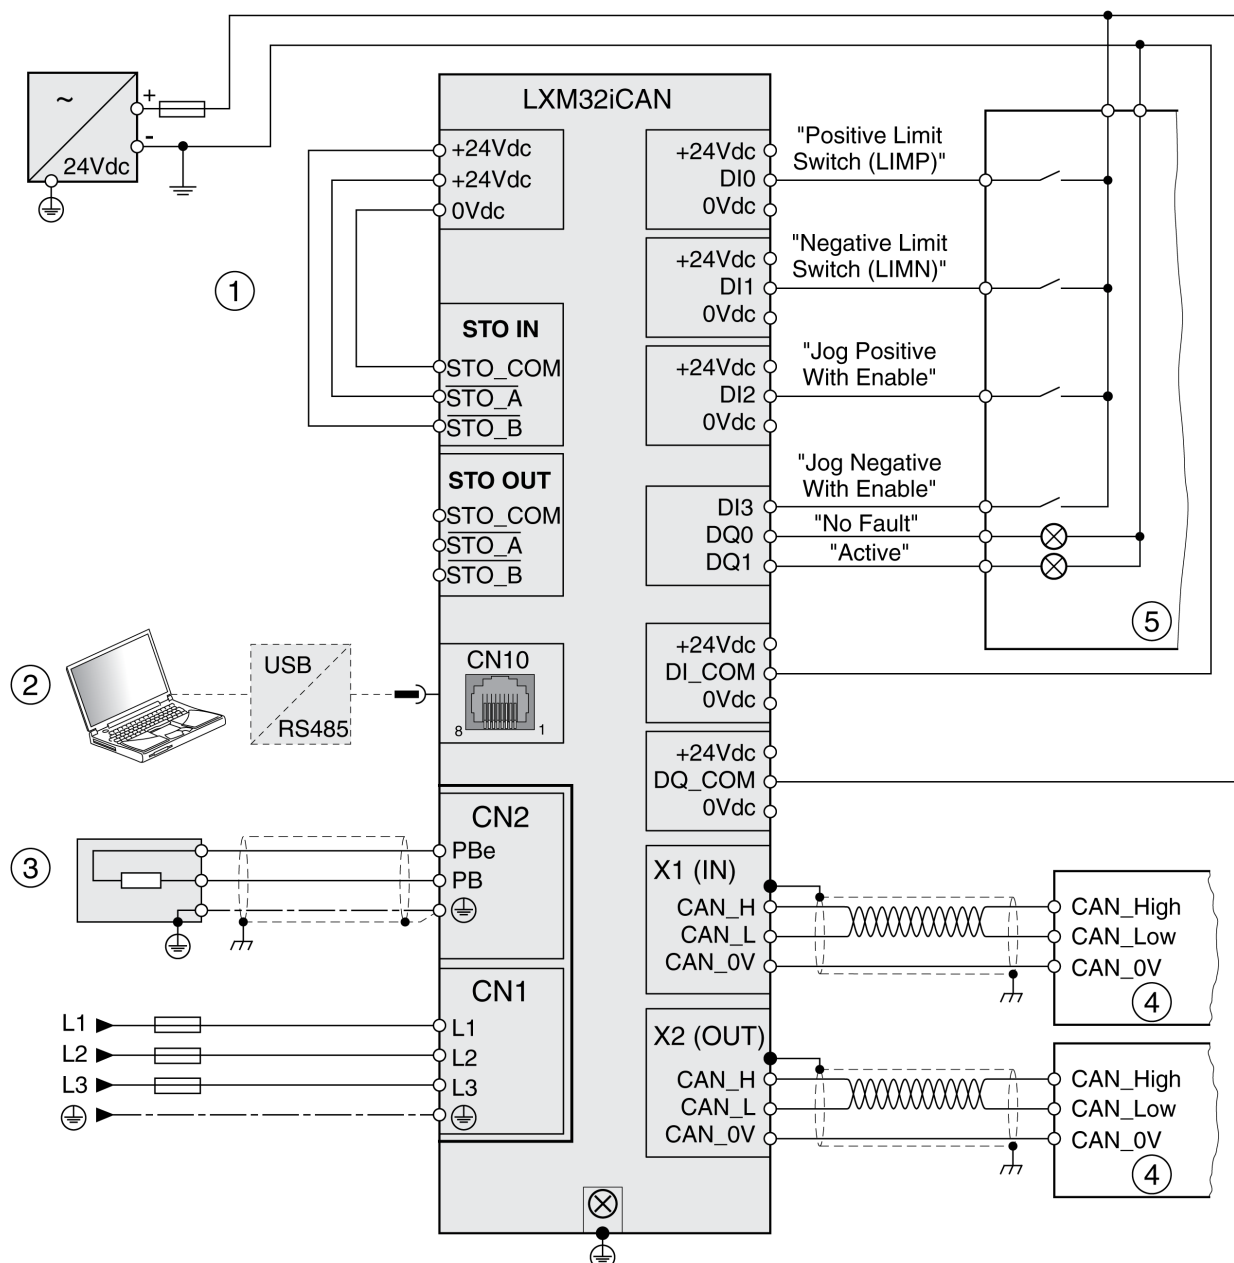 LXM32iCAN
~
+
-
24Vdc
+24Vdc
+24Vdc
0Vdc
1
STO IN
STO_COM
STO_A
STO_B
STO OUT
STO_COM
STO_A
STO_B
2
USB
RS485
CN10
8
1
3
CN2
PBe
PB
CN1
L1
L2
L3
L1
L2
L3
+24Vdc
DI0
0Vdc
"Positive Limit
Switch (LIMP)"
+24Vdc
DI1
0Vdc
"Negative Limit
Switch (LIMN)"
+24Vdc
DI2
0Vdc
"Jog Positive
With Enable"
DI3
DQ0
DQ1
"Jog Negative
With Enable"
"No Fault"
"Active"
5
+24Vdc
DI_COM
0Vdc
+24Vdc
DQ_COM
0Vdc
X1 (IN)
CAN_H
CAN_L
CAN_0V
CAN_High
CAN_Low
CAN_0V
4
X2 (OUT)
CAN_H
CAN_L
CAN_0V
CAN_High
CAN_Low
CAN_0V
4